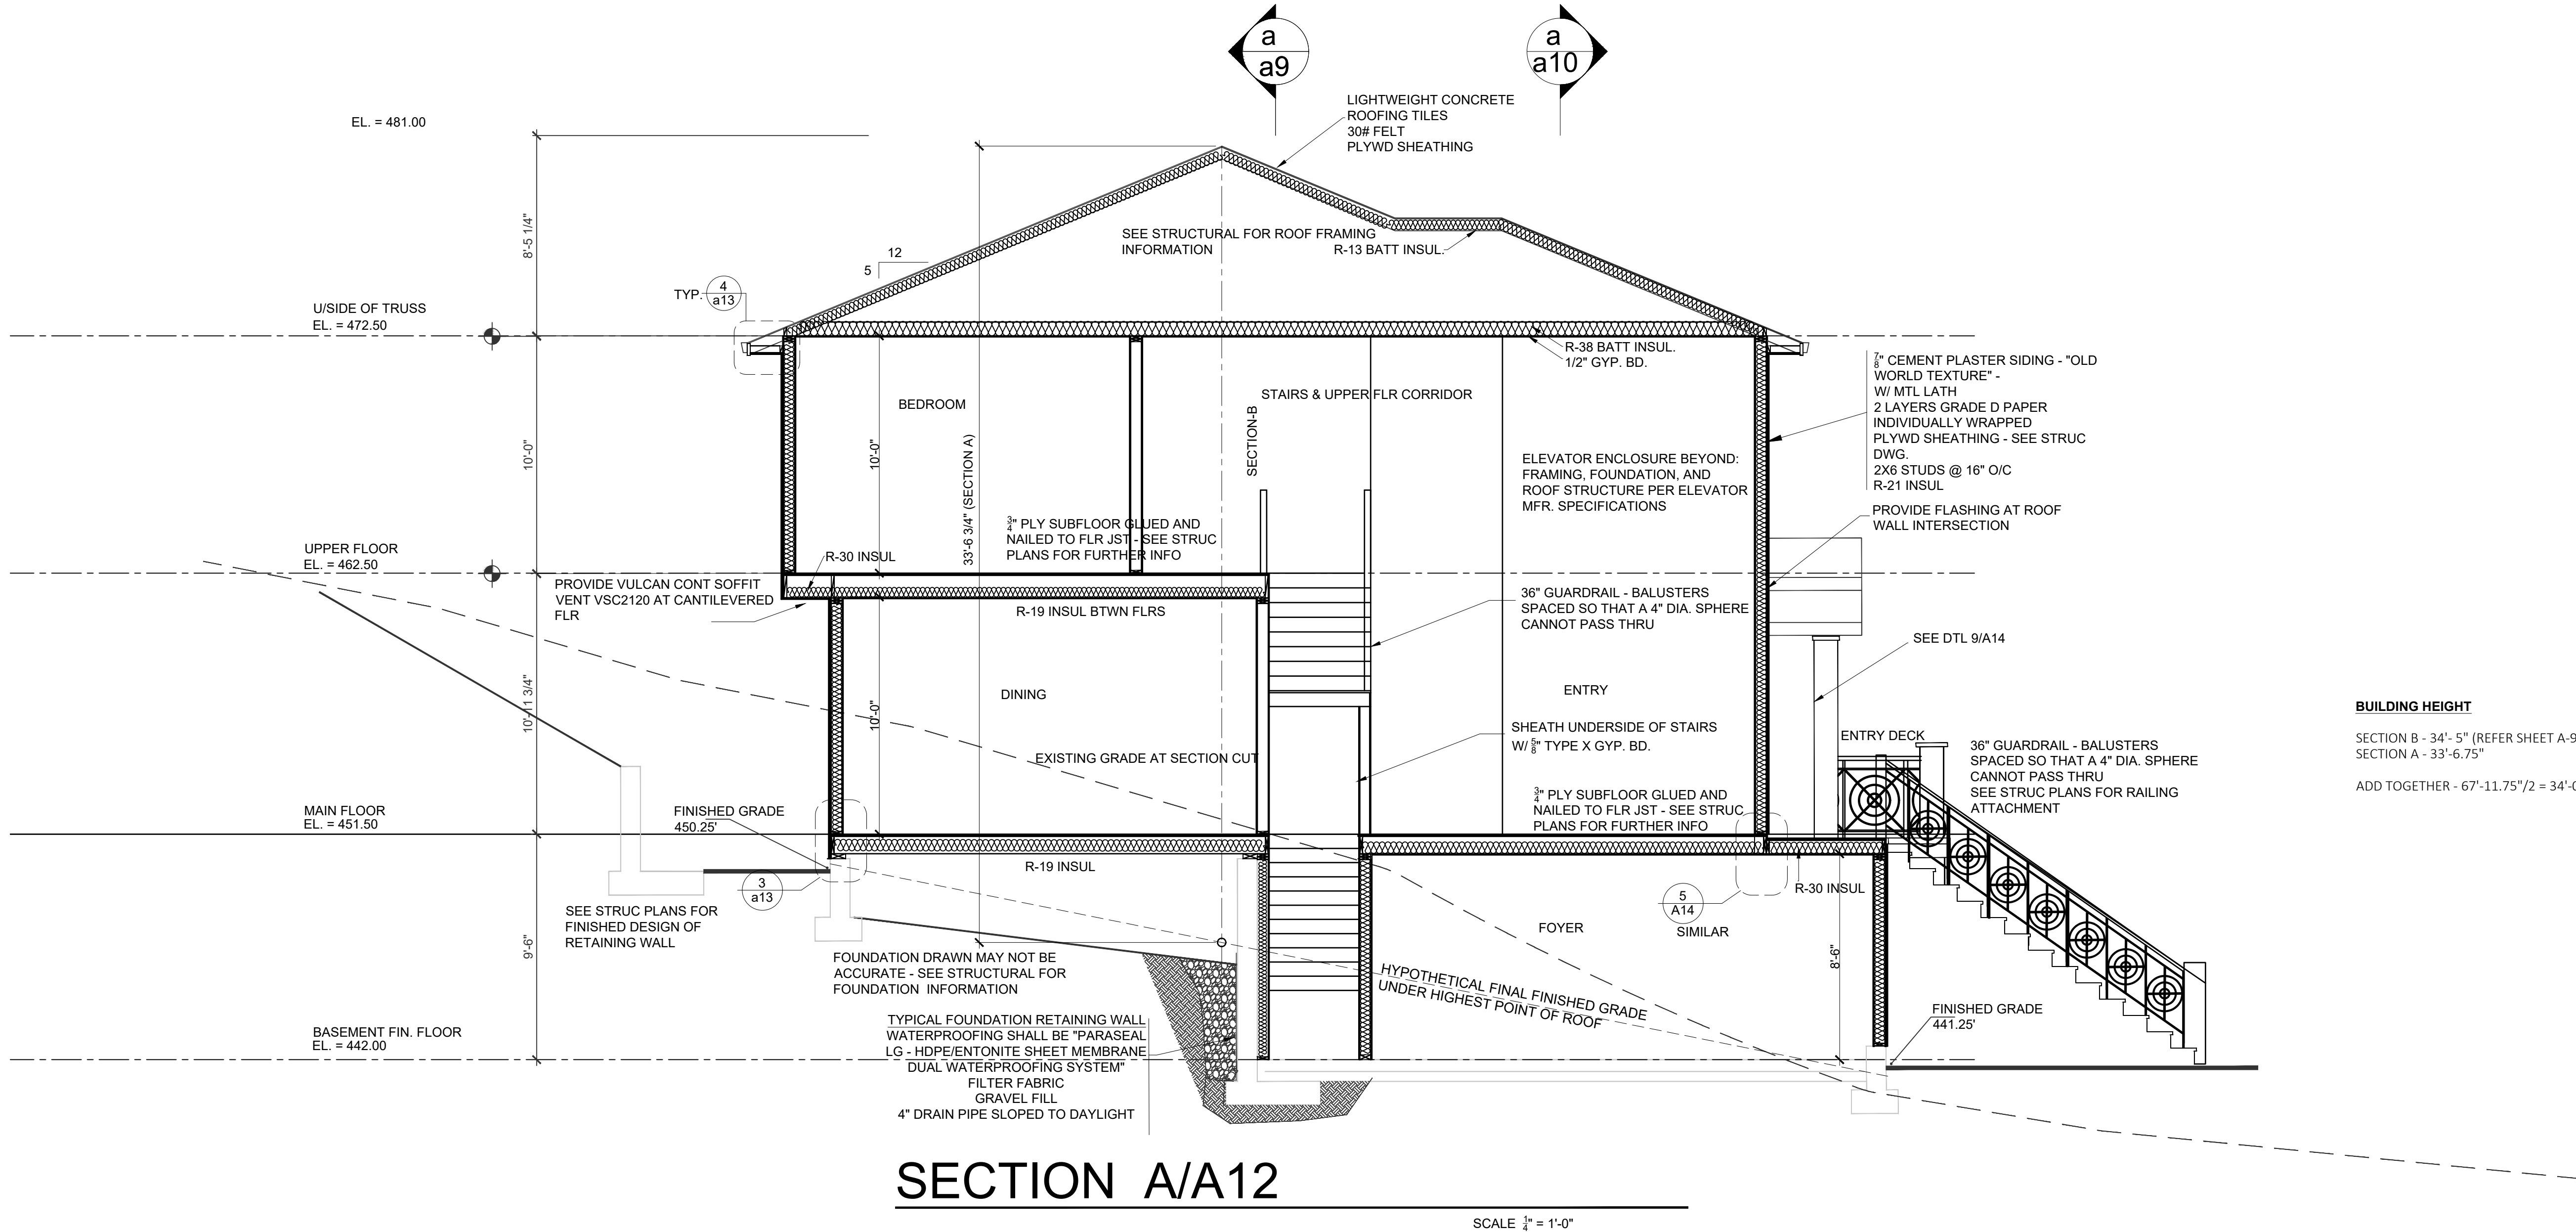 a
a9
a
a10
LIGHTWEIGHT CONCRETE
ROOFING TILES
30# FELT
PLYWD SHEATHING
EL. = 481.00
8'-5 1/4"
SEE STRUCTURAL FOR ROOF FRAMING
INFORMATION
R-13 BATT INSUL.
12
5
TYP.
4
a13
U/SIDE OF TRUSS
EL. = 472.50
R-38 BATT INSUL.
1/2" GYP. BD.
7/8" CEMENT PLASTER SIDING - "OLD
WORLD TEXTURE" -
W/ MTL LATH
2 LAYERS GRADE D PAPER
INDIVIDUALLY WRAPPED
PLYWD SHEATHING - SEE STRUC
DWG.
2X6 STUDS @ 16" O/C
R-21 INSUL
BEDROOM
STAIRS & UPPER FLR CORRIDOR
SECTION-B
10'-0"
10'-0"
33'-6 3/4" (SECTION A)
ELEVATOR ENCLOSURE BEYOND:
FRAMING, FOUNDATION, AND
ROOF STRUCTURE PER ELEVATOR
MFR. SPECIFICATIONS
PROVIDE FLASHING AT ROOF
WALL INTERSECTION
3/4" PLY SUBFLOOR GLUED AND
NAILED TO FLR JST - SEE STRUC
PLANS FOR FURTHER INFO
R-30 INSUL
UPPER FLOOR
EL. = 462.50
PROVIDE VULCAN CONT SOFFIT
VENT VSC2120 AT CANTILEVERED
FLR
R-19 INSUL BTWN FLRS
36" GUARDRAIL - BALUSTERS
SPACED SO THAT A 4" DIA. SPHERE
CANNOT PASS THRU
SEE DTL 9/A14
10'-11 3/4"
10'-0"
DINING
ENTRY
SHEATH UNDERSIDE OF STAIRS
W/ 5/8" TYPE X GYP. BD.
ENTRY DECK
36" GUARDRAIL - BALUSTERS
SPACED SO THAT A 4" DIA. SPHERE
CANNOT PASS THRU
SEE STRUC PLANS FOR RAILING
ATTACHMENT
BUILDING HEIGHT
SECTION B - 34'- 5" (REFER SHEET A-9
SECTION A - 33'-6.75"
ADD TOGETHER - 67'-11.75"/2 = 34'-0
EXISTING GRADE AT SECTION CUT
3/4" PLY SUBFLOOR GLUED AND
NAILED TO FLR JST - SEE STRUC
PLANS FOR FURTHER INFO
MAIN FLOOR
EL. = 451.50
FINISHED GRADE
450.25'
R-19 INSUL
R-30 INSUL
3
a13
5
A14
SIMILAR
SEE STRUC PLANS FOR
FINISHED DESIGN OF
RETAINING WALL
9'-6"
FOYER
8'-6"
FOUNDATION DRAWN MAY NOT BE
ACCURATE - SEE STRUCTURAL FOR
FOUNDATION INFORMATION
HYPOTHETICAL FINAL FINISHED GRADE
UNDER HIGHEST POINT OF ROOF
FINISHED GRADE
441.25'
BASEMENT FIN. FLOOR
EL. = 442.00
TYPICAL FOUNDATION RETAINING WALL
WATERPROOFING SHALL BE "PARASEAL
LG - HDPE/ENTONITE SHEET MEMBRANE
DUAL WATERPROOFING SYSTEM"
FILTER FABRIC
GRAVEL FILL
4" DRAIN PIPE SLOPED TO DAYLIGHT
SECTION A/A12
SCALE 1/4" = 1'-0"